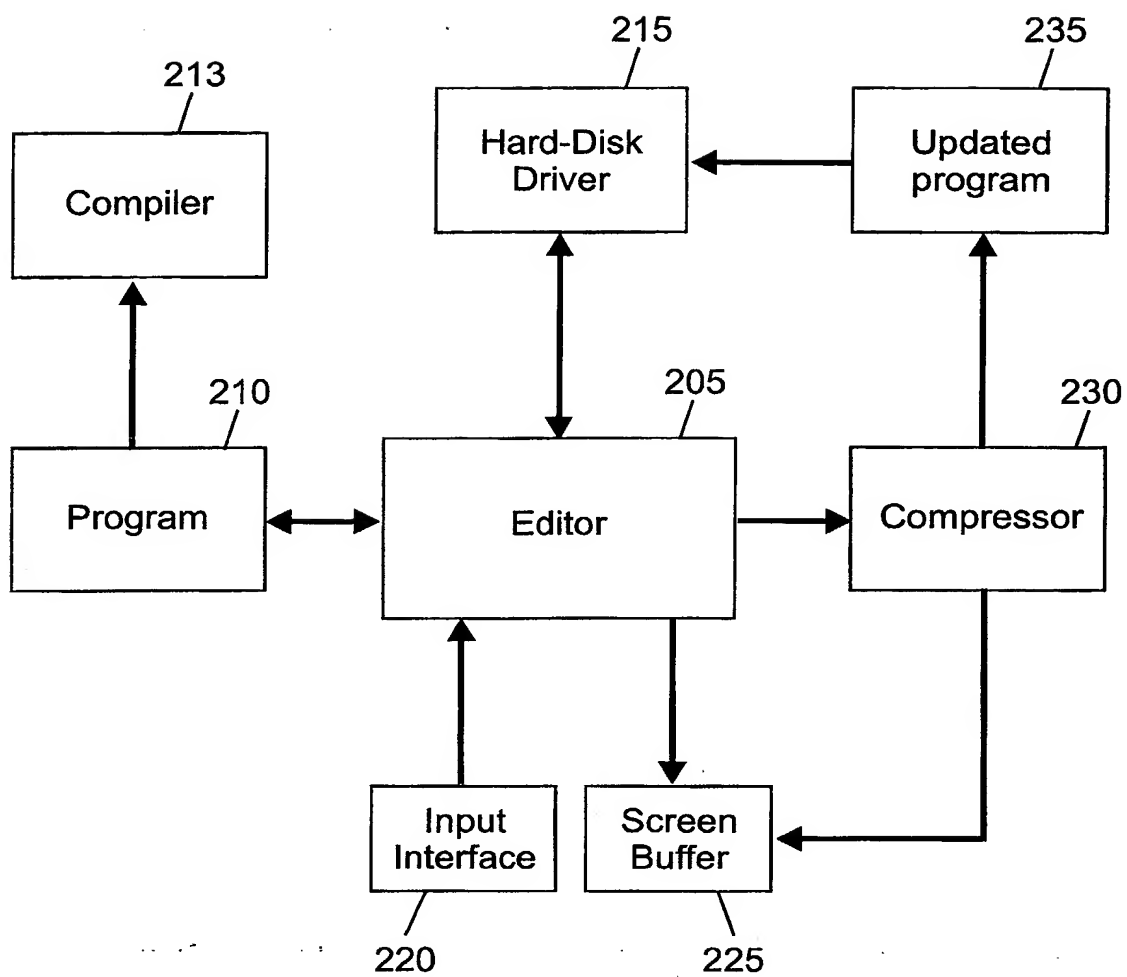 215
235
213
Hard-Disk
Driver
Updated
program
Compiler
210
205
230
Program
Editor
Compressor
Input
Interface
Screen
Buffer
220
225